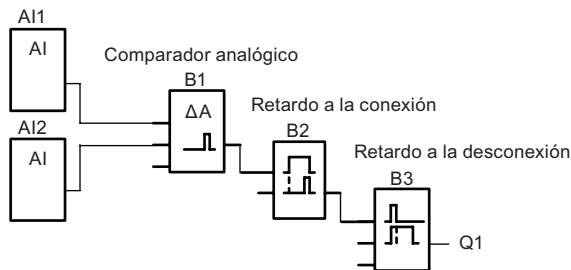 AI1
AI
Comparador analógico
B1
ΔA
Retardo a la conexión
B2
AI2
AI
Retardo a la desconexión
B3
Q1